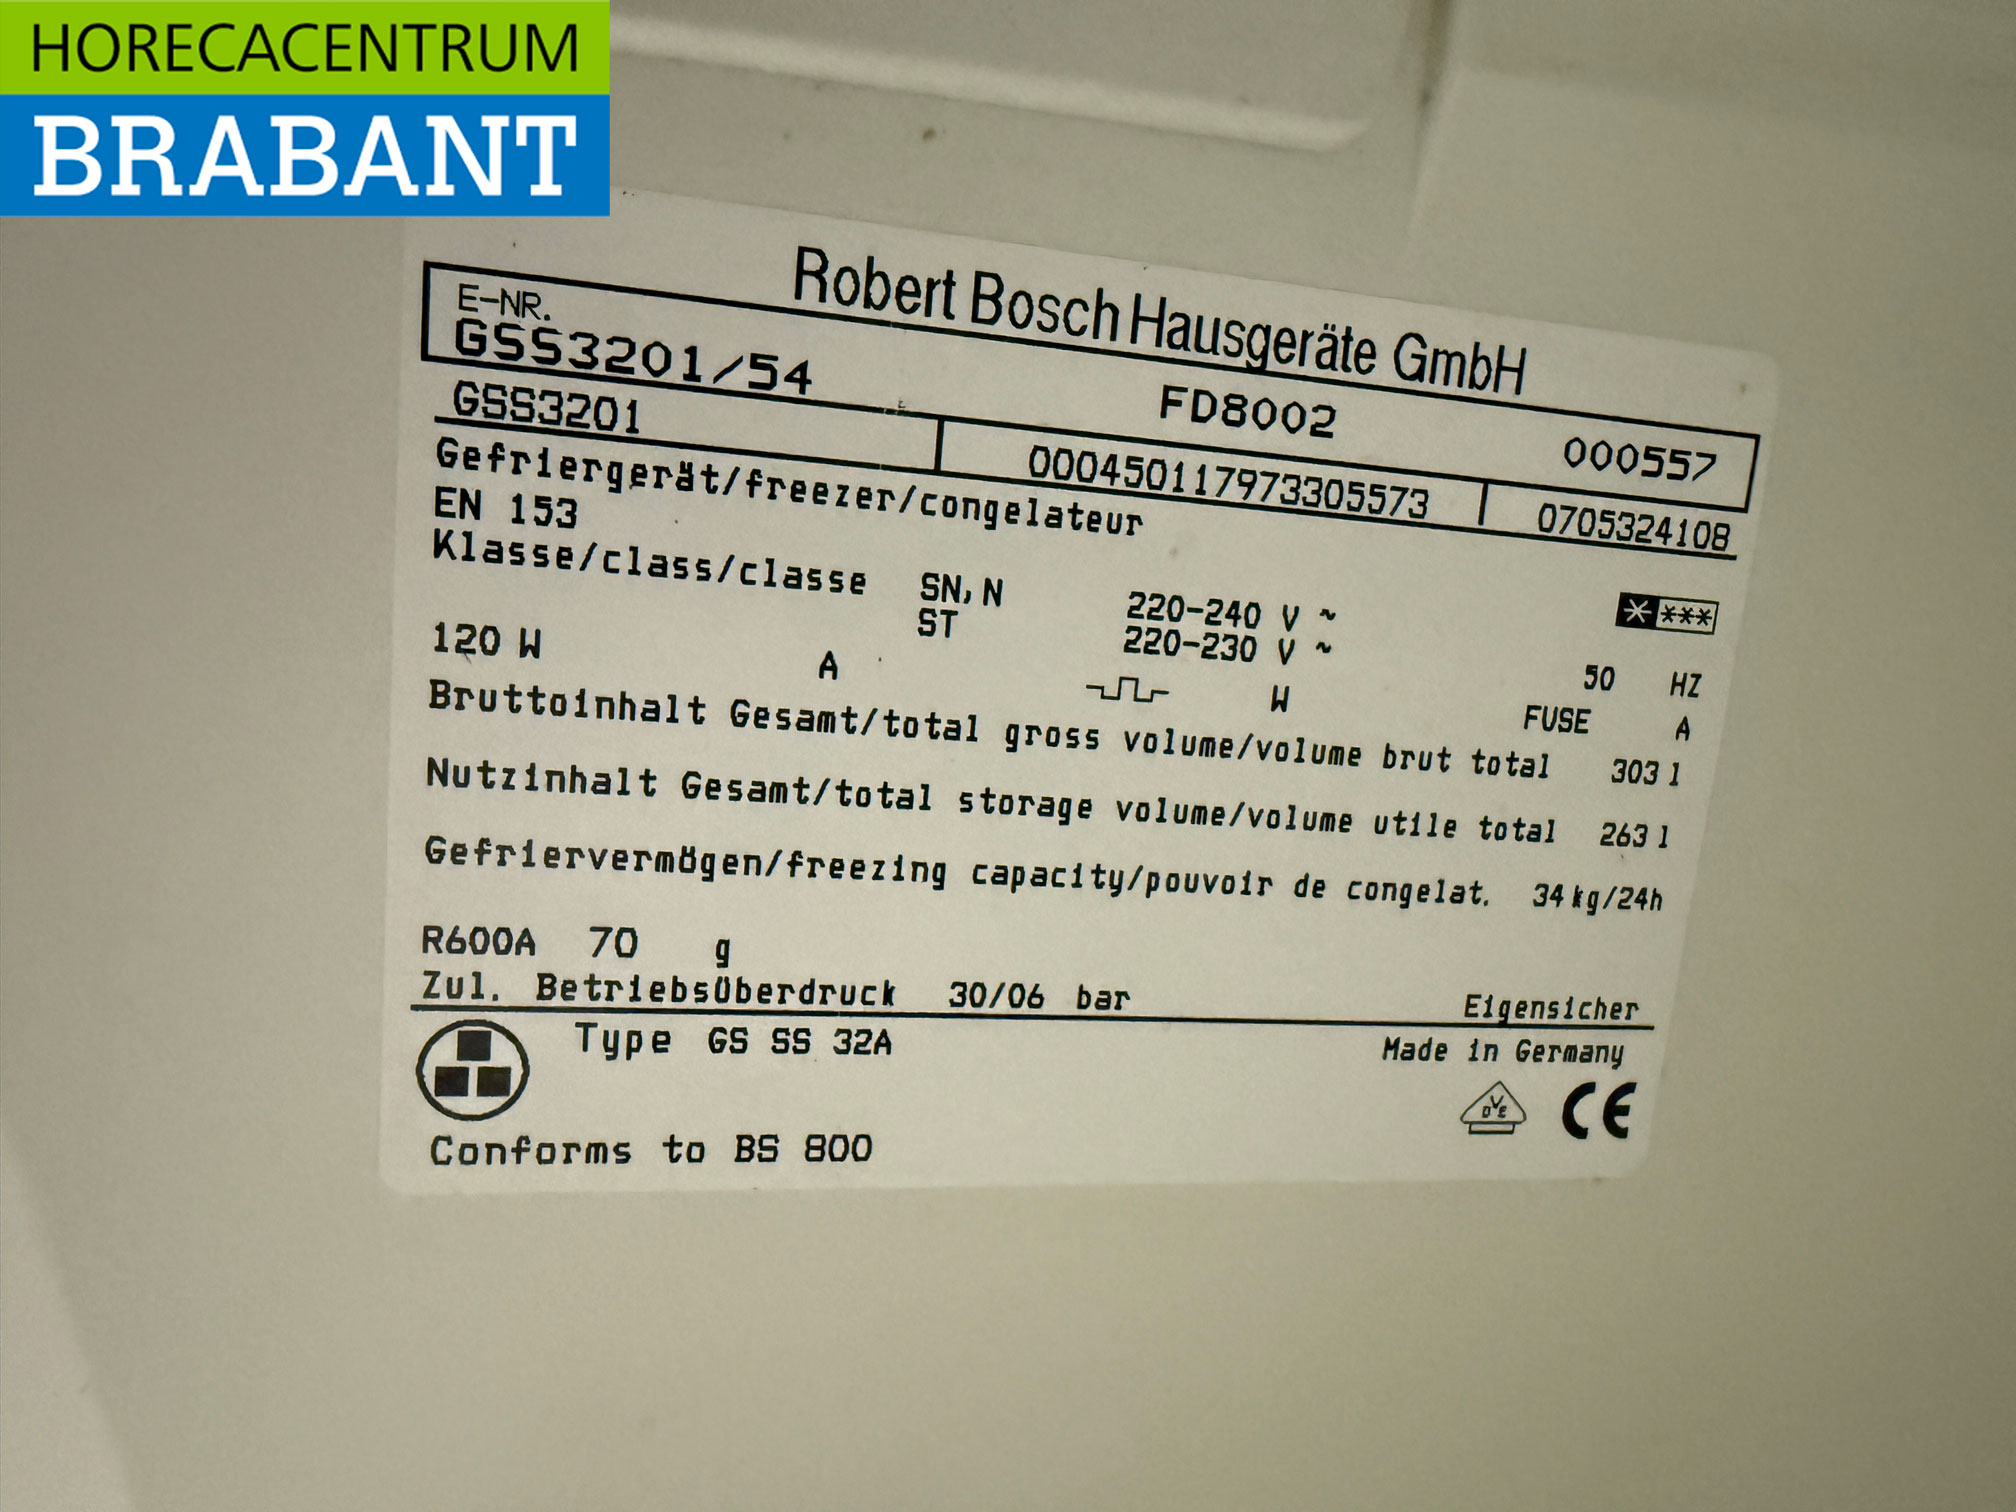 HORECACENTRUM
BRABANT
Robert Bosch Hausgeräte GmbH
E-NR.
GSS3201/54 FD8002 000557
GSS3201 000450117973305573 0705324108
Gefriergerät/freezer/congelateur
EN 153
Klasse/class/classe SN,N 220-240 V ~ * ***
ST 220-230 V ~
120 W A W 50 HZ
FUSE A
Bruttoinhalt Gesamt/total gross volume/volume brut total 303 l
Nutzinhalt Gesamt/total storage volume/volume utile total 263 l
Gefriervermögen/freezing capacity/pouvoir de congelat. 34 kg/24h
R600A 70 g
Zul. Betriebsüberdruck 30/06 bar Eigensicher
Type GS SS 32A Made in Germany
DVE CE
Conforms to BS 800